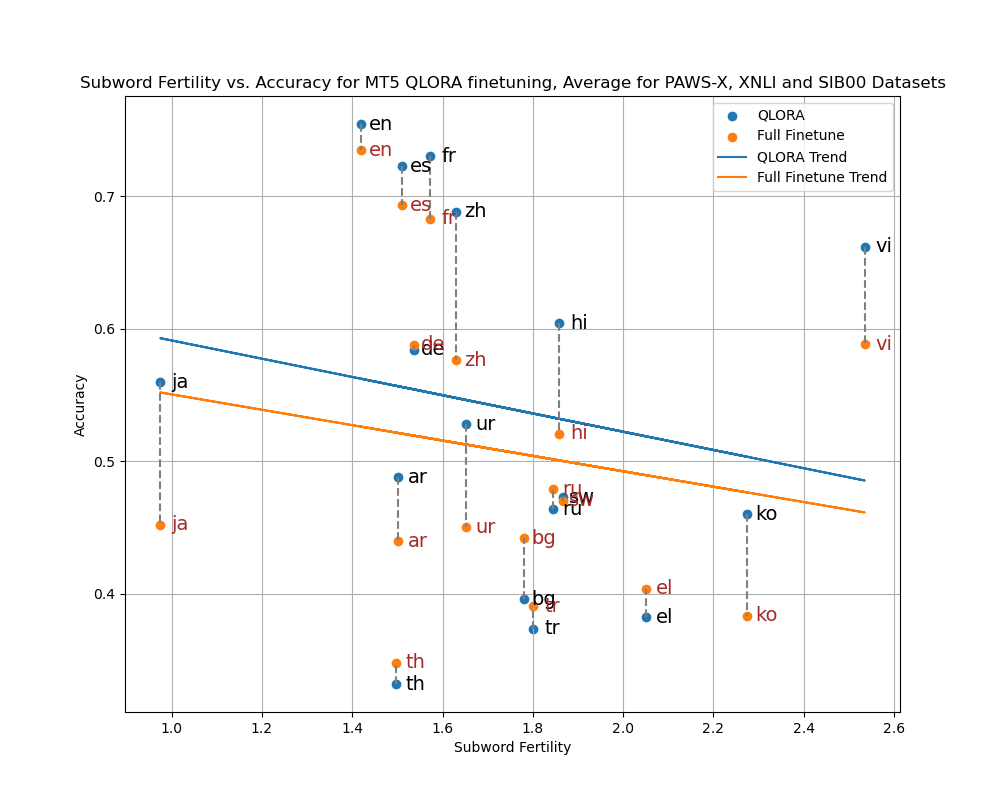 Subword Fertility vs. Accuracy for MT5 QLORA finetuning, Average for PAWS-X, XNLI and SIB00 Datasets
QLORA
Full Finetune
QLORA Trend
Full Finetune Trend
en
en
fr
es
es
zh
fr
vi
hi
de
de
vi
zh
ja
ur
hi
ar
ru
sw
sw
ru
ko
ja
ur
bg
ar
el
bg
tr
ko
el
tr
th
th
0.7
0.6
0.5
0.4
Accuracy
1.0 1.2 1.4 1.6 1.8 2.0 2.2 2.4 2.6
Subword Fertility